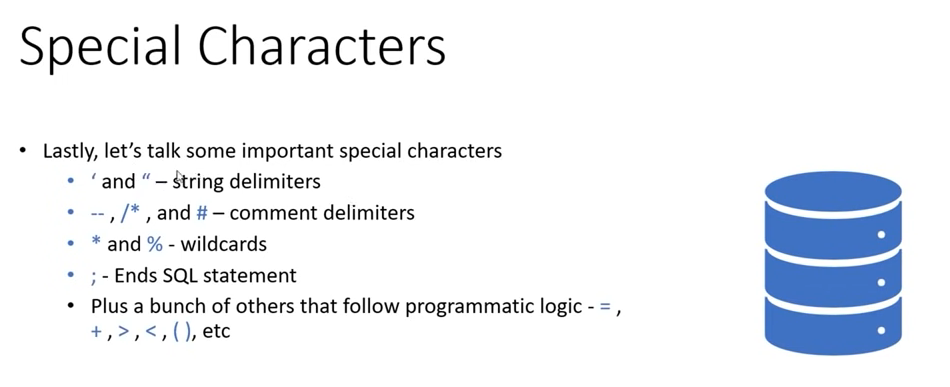 Special Characters
• Lastly, let’s talk some important special characters
• ‘ and “ – string delimiters
• -- , /* , and # – comment delimiters
• * and % - wildcards
• ; - Ends SQL statement
• Plus a bunch of others that follow programmatic logic - = ,
+ , > , < , ( ), etc